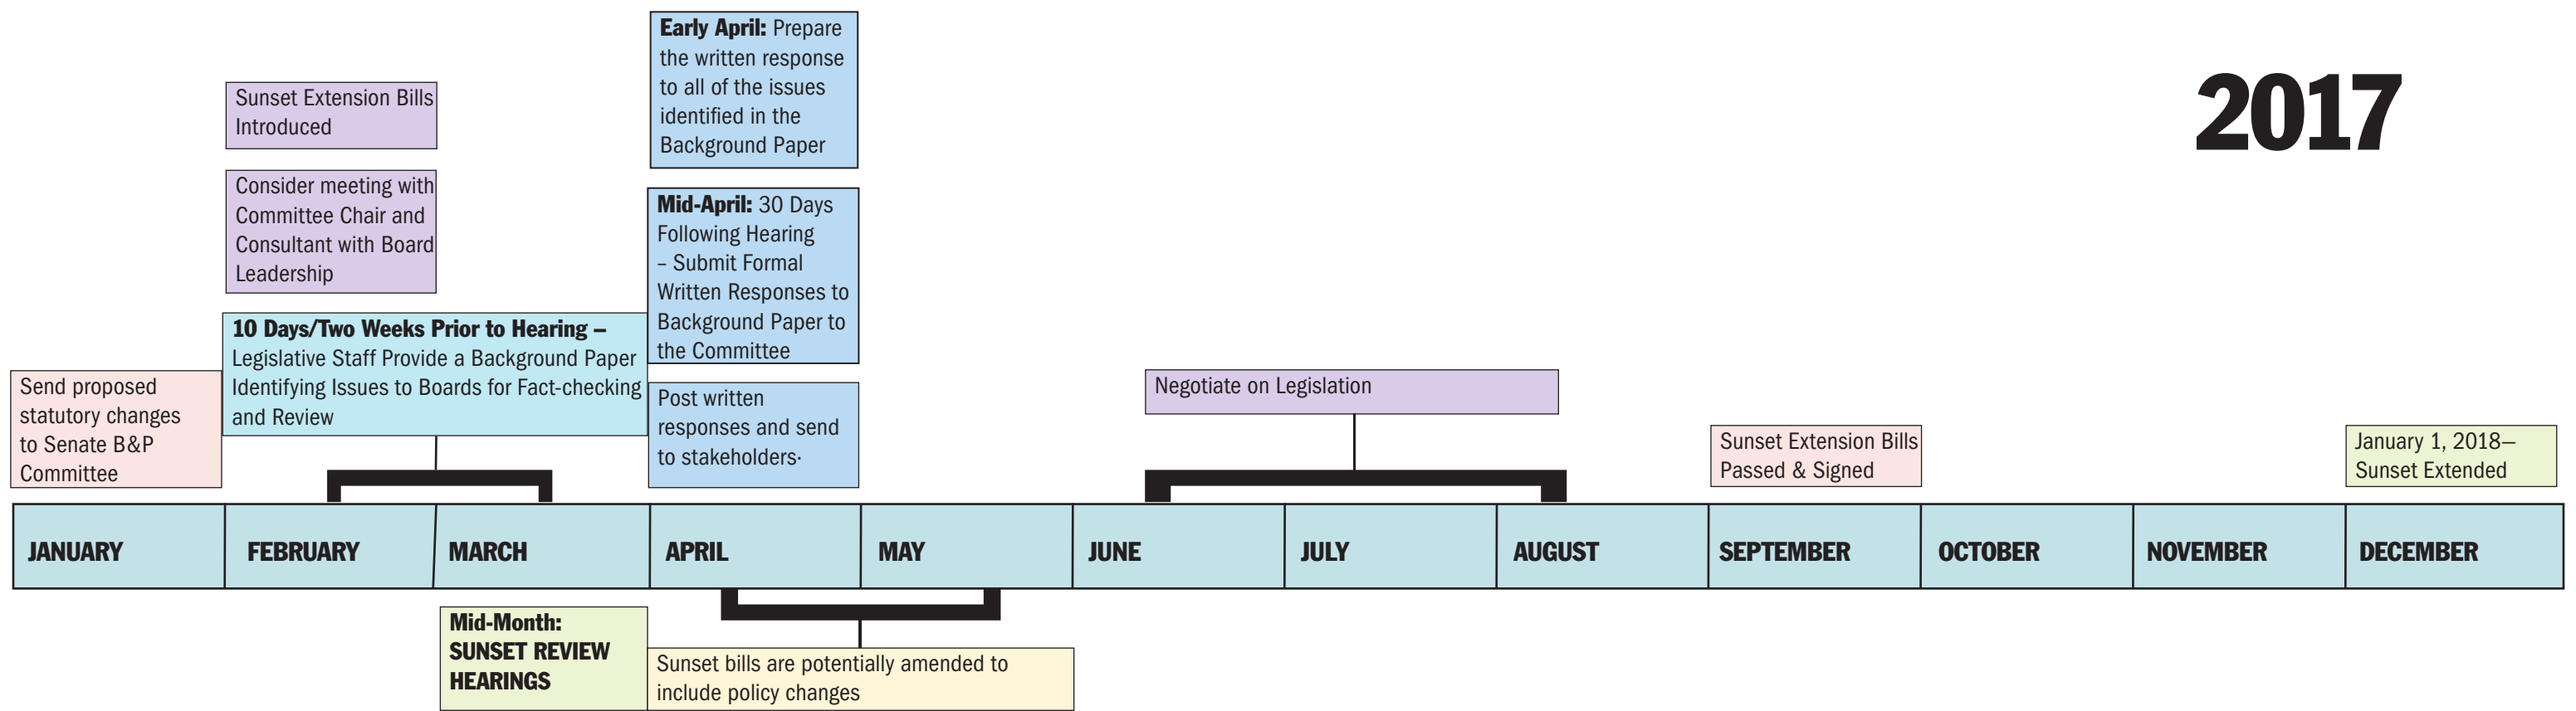 2017
Early April: Prepare
the written response
to all of the issues
identified in the
Background Paper
Sunset Extension Bills
Introduced
Consider meeting with
Committee Chair and
Consultant with Board
Leadership
Mid-April: 30 Days
Following Hearing
– Submit Formal
Written Responses to
Background Paper to
the Committee
10 Days/Two Weeks Prior to Hearing –
Legislative Staff Provide a Background Paper
Identifying Issues to Boards for Fact-checking
and Review
Send proposed
statutory changes
to Senate B&P
Committee
Post written
responses and send
to stakeholders·
Negotiate on Legislation
Sunset Extension Bills
Passed & Signed
January 1, 2018—
Sunset Extended
JANUARY
FEBRUARY
MARCH
APRIL
MAY
JUNE
JULY
AUGUST
SEPTEMBER
OCTOBER
NOVEMBER
DECEMBER
Mid-Month:
SUNSET REVIEW
HEARINGS
Sunset bills are potentially amended to
include policy changes